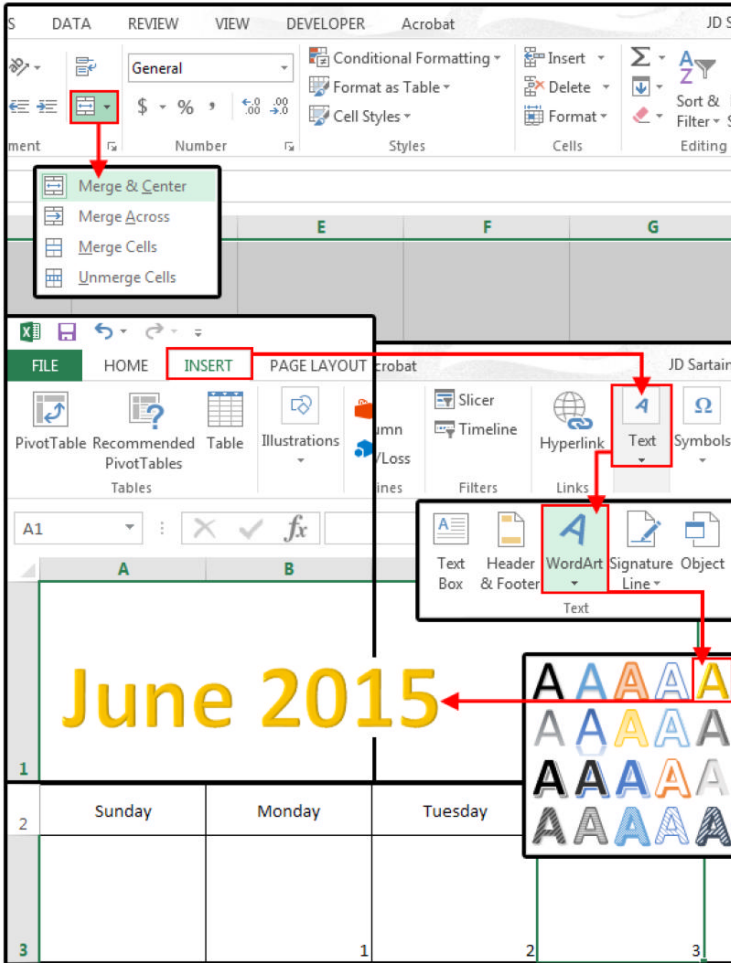 S DATA REVIEW VIEW DEVELOPER Acrobat JD S
General
Conditional Formatting
Insert
Format as Table
Delete
$ % , .00 .00
Cell Styles
Format
Sort &
Filter
ment Number Styles Cells Editing
Merge & Center
Merge Across
Merge Cells
Unmerge Cells
E F G
FILE HOME INSERT PAGE LAYOUT crobat JD Sartain
PivotTable Recommended
PivotTables
Table
Illustrations
umn
/Loss
Slicer
Timeline
Hyperlink
Text
Ω
Symbols
Tables ines Filters Links
A1 fx
Text
Box
Header
& Footer
WordArt
Signature
Line
Object
Text
A B
June 2015
A A A A A
A A A A A
A A A A A
A A A A A
1
2 Sunday Monday Tuesday
3 1 2 3